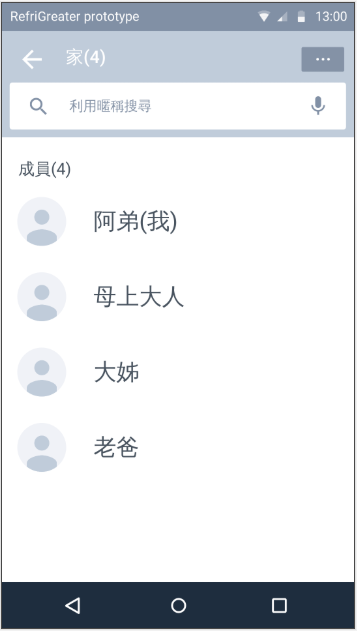 RefriGreater prototype
13:00
家(4)
利用暱稱搜尋
成員(4)
阿弟(我)
母上大人
大姊
老爸